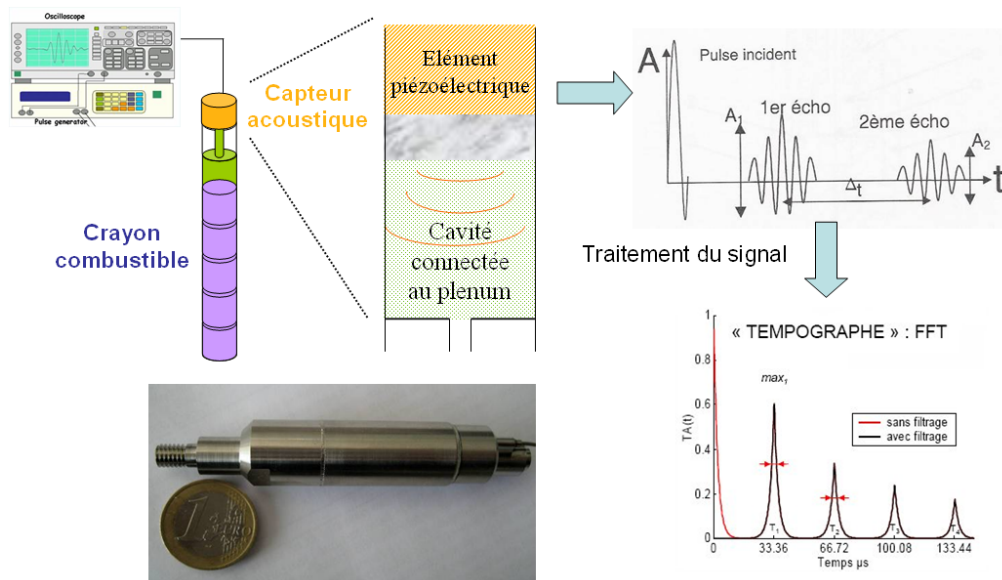 Oscilloscope
Pulse generator
Capteur
acoustique
Crayon
combustible
Elément
piézoélectrique
Cavité
connectée
au plenum
A
Pulse incident
1er écho
2ème écho
A1
A2
Δt
t
Traitement du signal
« TEMPOGRAPHE » : FFT
max1
sans filtrage
avec filtrage
TA(t)
1
0.8
0.6
0.4
0.2
0
T1
T2
T3
T4
0
33.36
66.72
100.08
133.44
Temps µs
1
EURO